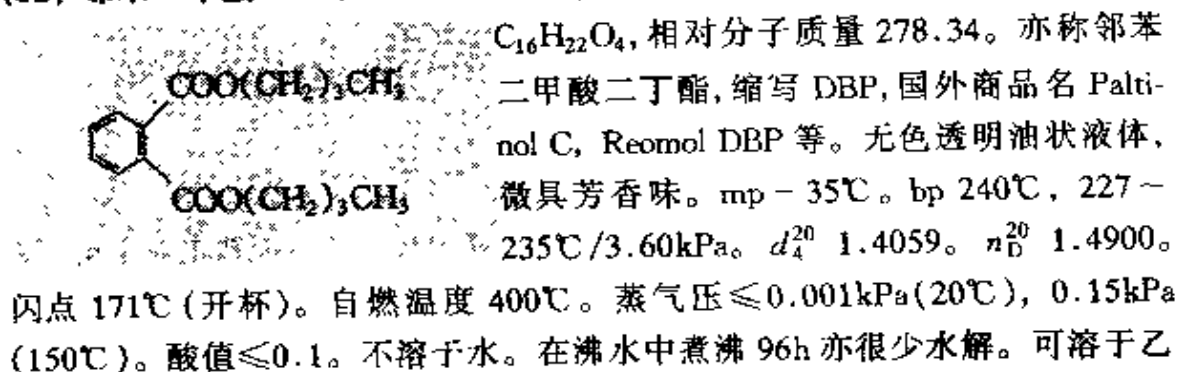 C₁₆H₂₂O₄, 相对分子质量 278.34。亦称邻苯
COO(CH₂)₃CH₃
二甲酸二丁酯, 缩写 DBP, 国外商品名 Palti-
nol C, Reomol DBP 等。无色透明油状液体,
COO(CH₂)₃CH₃
微具芳香味。mp - 35℃。bp 240℃, 227~
235℃/3.60kPa。d₄²⁰ 1.4059。n_D²⁰ 1.4900。
闪点 171℃(开杯)。自燃温度 400℃。蒸气压≤0.001kPa(20℃), 0.15kPa
(150℃)。酸值≤0.1。不溶于水。在沸水中煮沸 96h 亦很少水解。可溶于乙